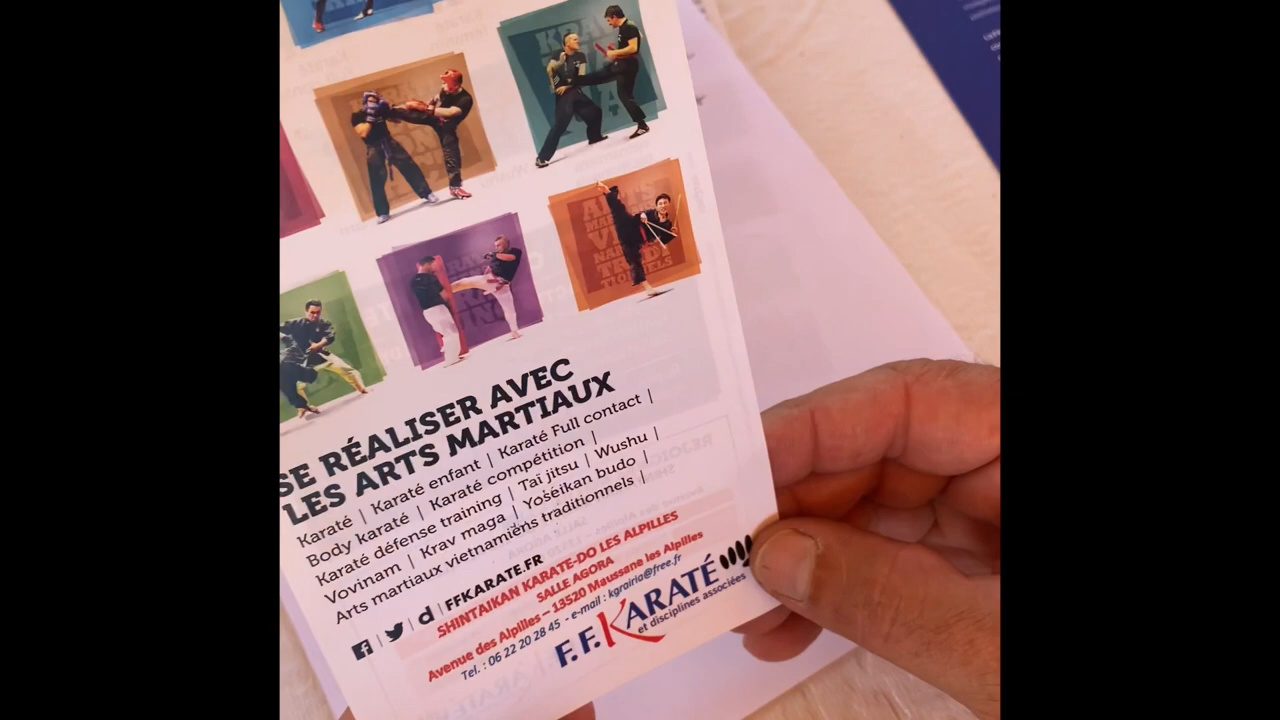 SE RÉALISER AVEC
LES ARTS MARTIAUX
Karaté | Karaté enfant | Karaté Full contact |
Body karaté | Karaté compétition |
Karaté défense training | Taï jitsu | Wushu |
Vovinam | Krav maga | Yoseikan budo |
Arts martiaux vietnamiens traditionnels |
FFKARATE.FR
SHINTAIKAN KARATE-DO LES ALPILLES
SALLE AGORA
Avenue des Alpilles – 13520 Maussane les Alpilles
Tel. : 06 22 20 28 45 - e-mail : kgrairia@free.fr
F.F.KARATÉ
et disciplines associées